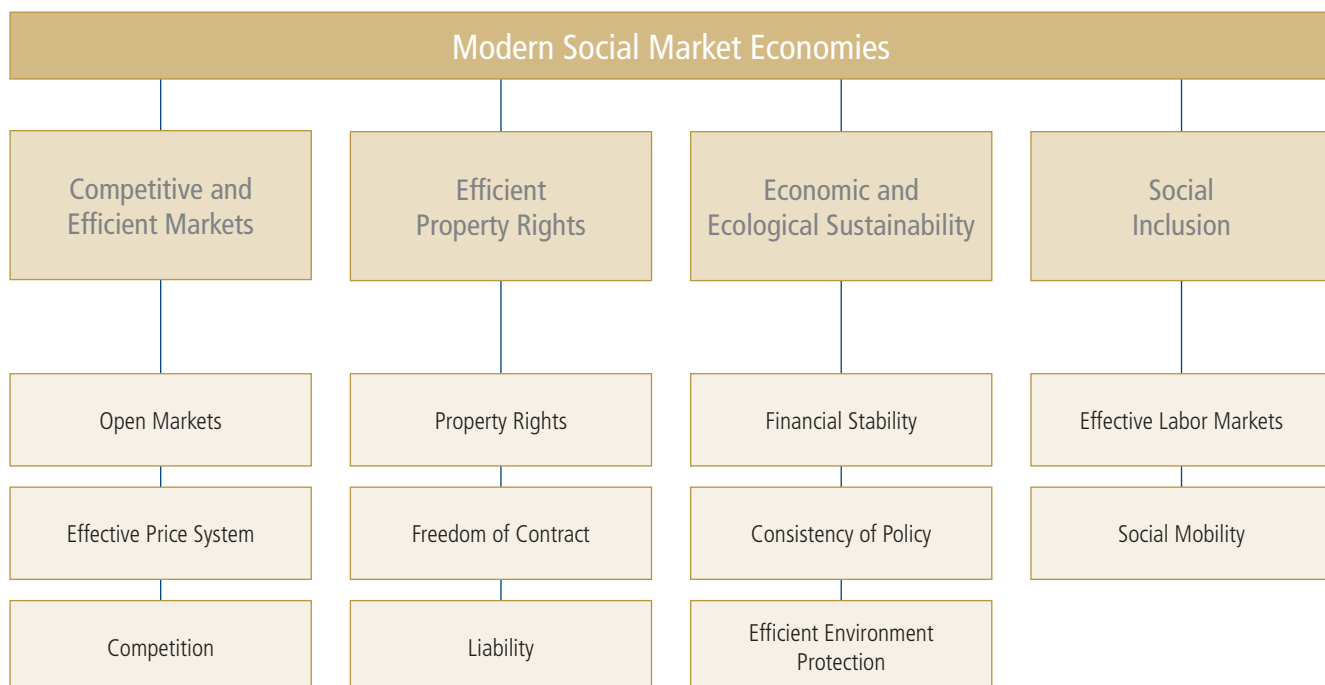 Modern Social Market Economies
Competitive and
Efficient Markets
Efficient
Property Rights
Economic and
Ecological Sustainability
Social
Inclusion
Open Markets
Property Rights
Financial Stability
Effective Labor Markets
Effective Price System
Freedom of Contract
Consistency of Policy
Social Mobility
Competition
Liability
Efficient Environment
Protection